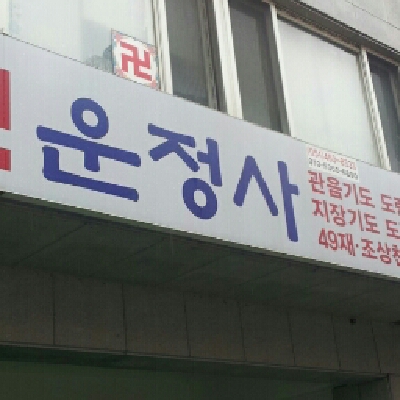 卍
운정사
관음기도 도
지장기도 도
49재·조상